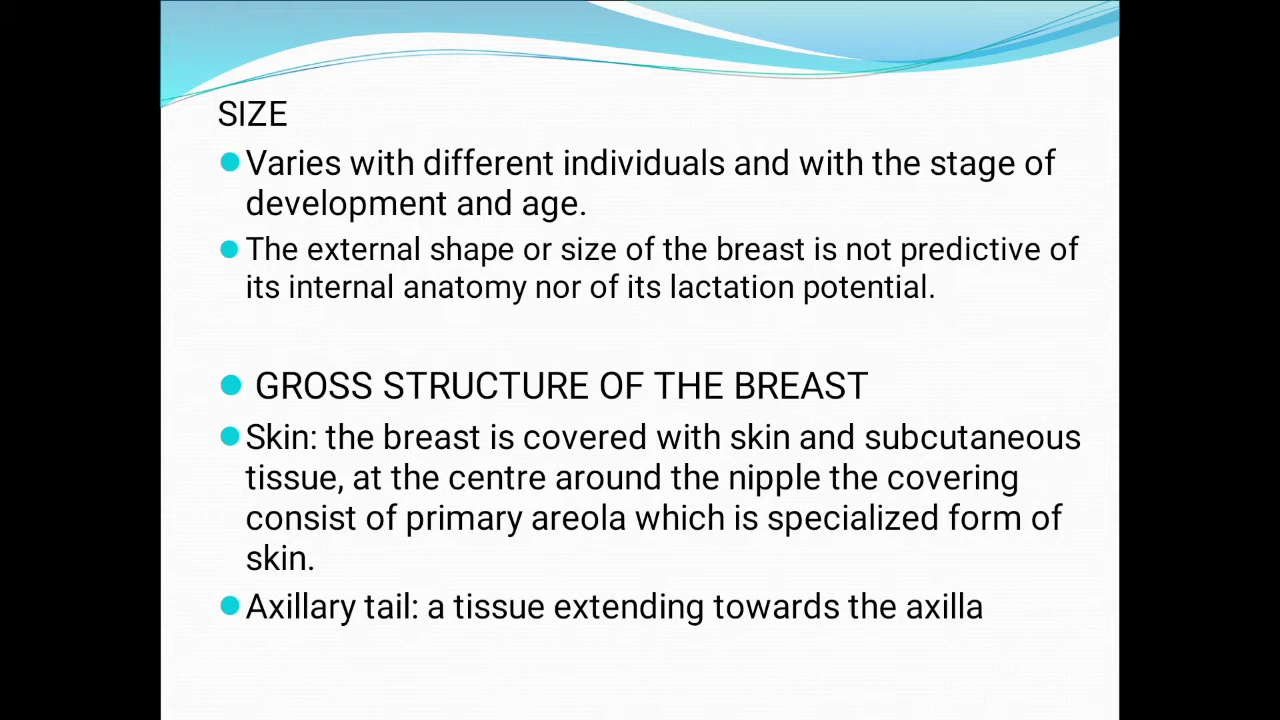 SIZE
Varies with different individuals and with the stage of
development and age.
The external shape or size of the breast is not predictive of
its internal anatomy nor of its lactation potential.
GROSS STRUCTURE OF THE BREAST
Skin: the breast is covered with skin and subcutaneous
tissue, at the centre around the nipple the covering
consist of primary areola which is specialized form of
skin.
Axillary tail: a tissue extending towards the axilla